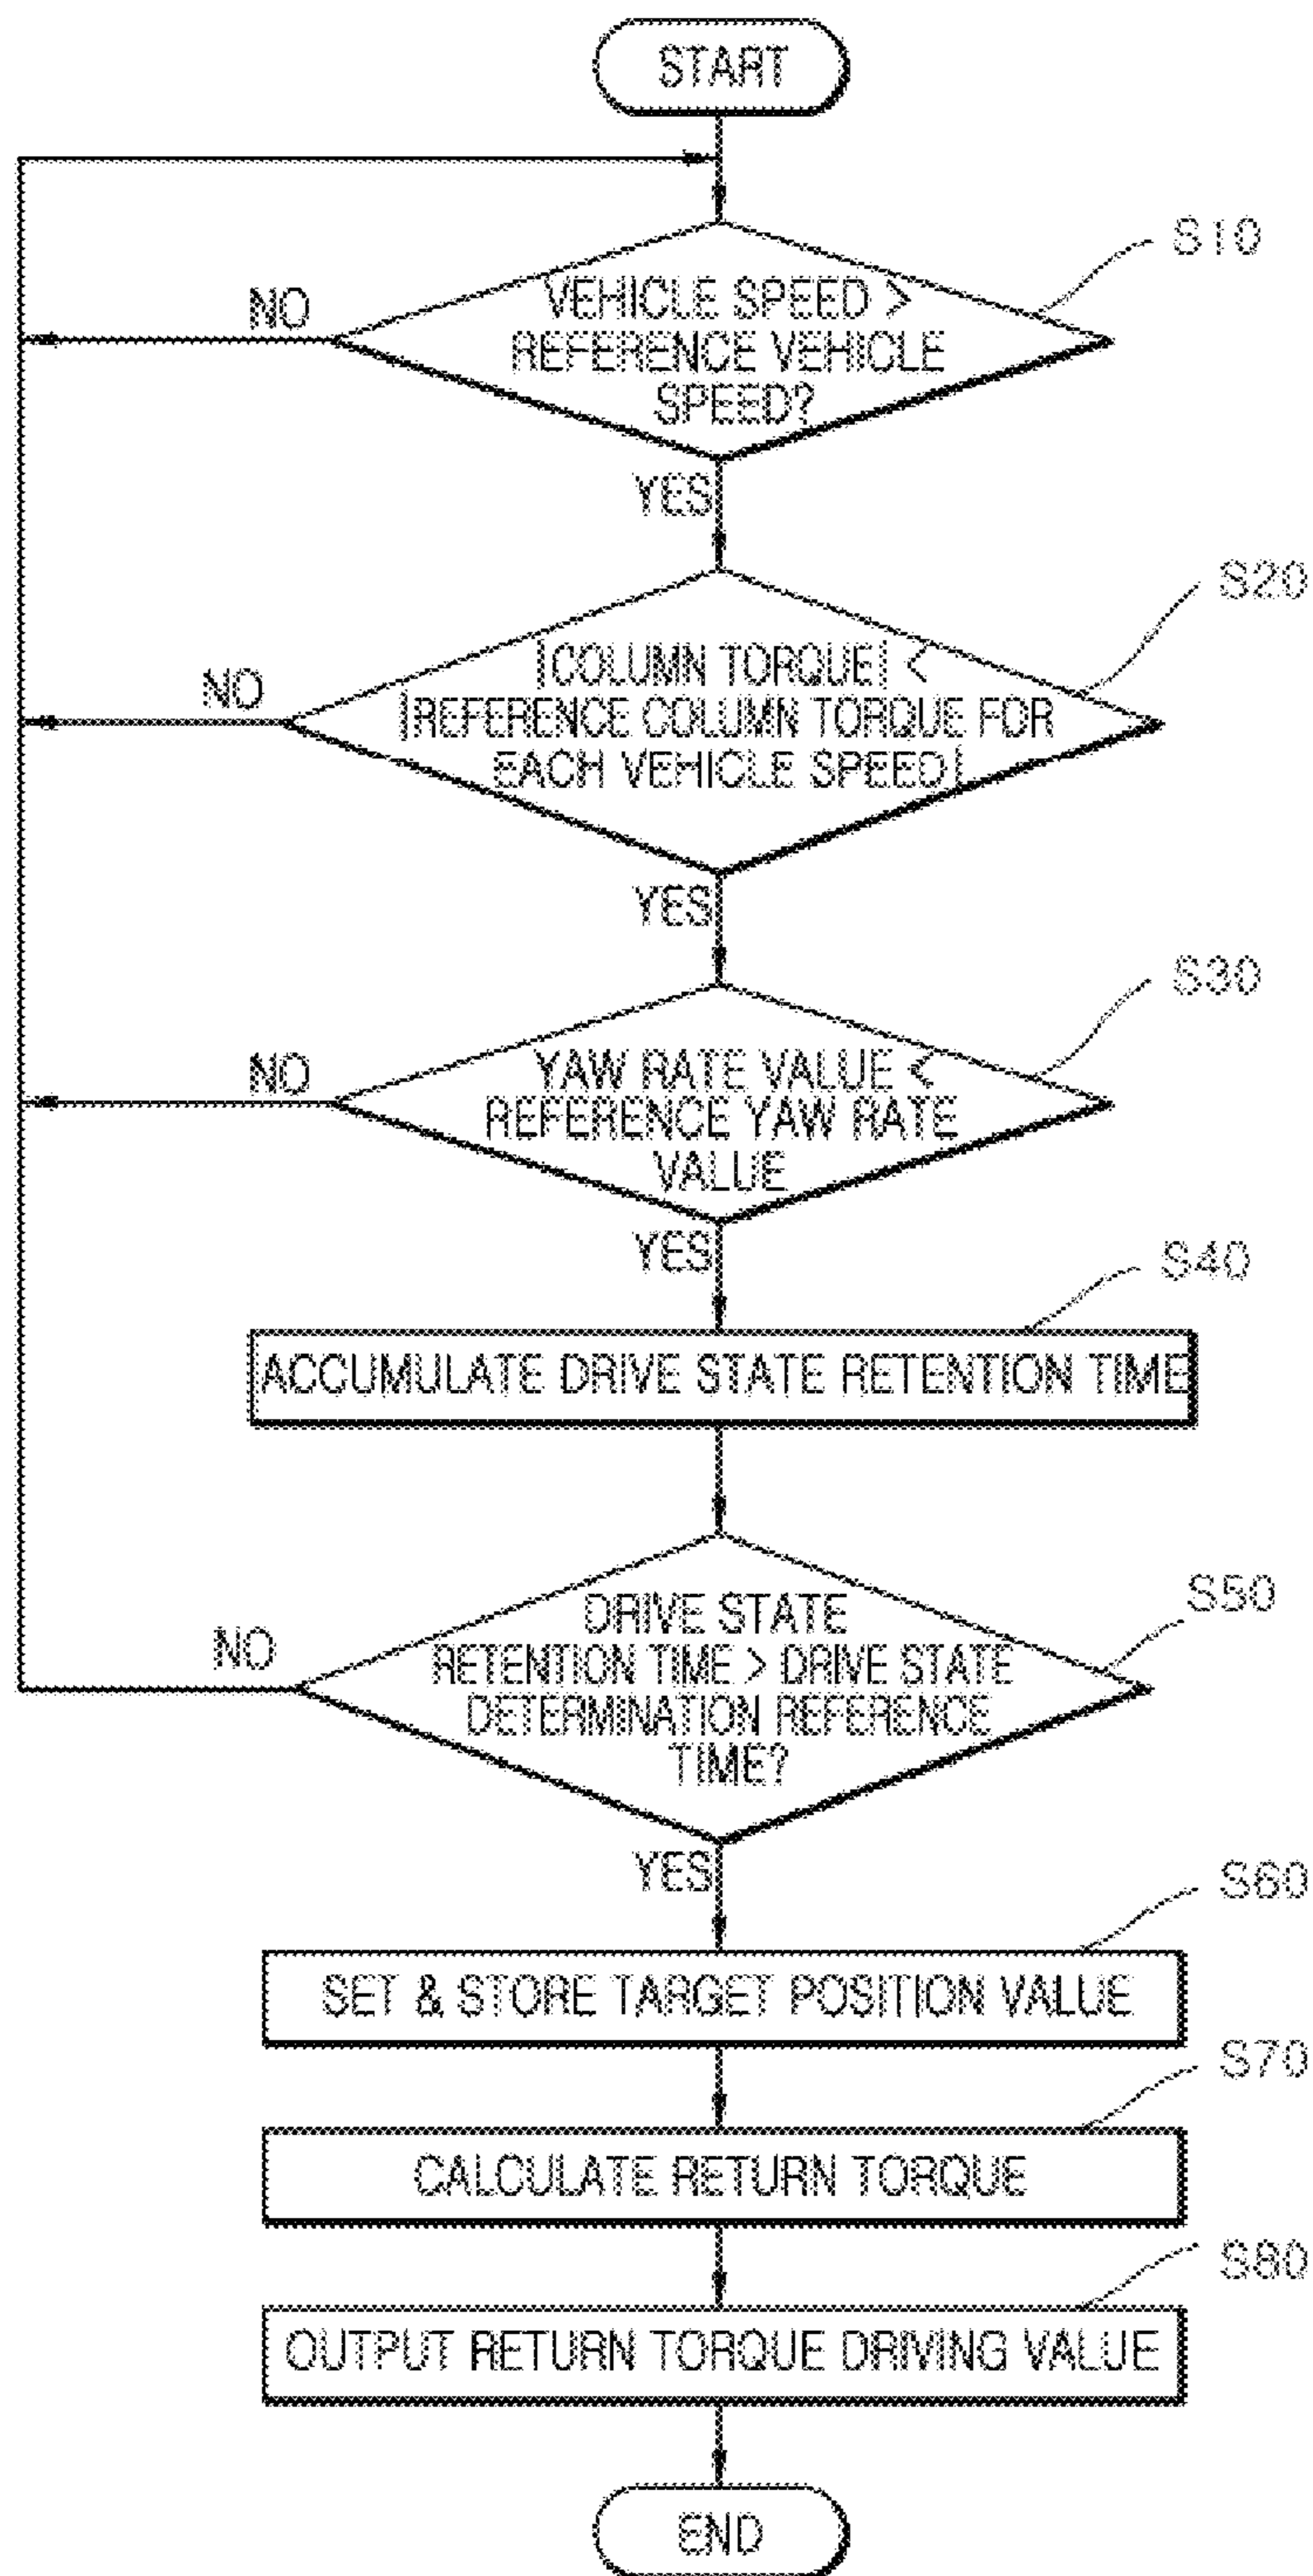 START
S10
VEHICLE SPEED >
REFERENCE VEHICLE
SPEED?
NO
YES
S20
|COLUMN TORQUE| <
|REFERENCE COLUMN TORQUE FOR
EACH VEHICLE SPEED|
NO
YES
S30
YAW RATE VALUE <
REFERENCE YAW RATE
VALUE
NO
YES
S40
ACCUMULATE DRIVE STATE RETENTION TIME
S50
DRIVE STATE
RETENTION TIME > DRIVE STATE
DETERMINATION REFERENCE
TIME?
NO
YES
S60
SET & STORE TARGET POSITION VALUE
S70
CALCULATE RETURN TORQUE
S80
OUTPUT RETURN TORQUE DRIVING VALUE
END